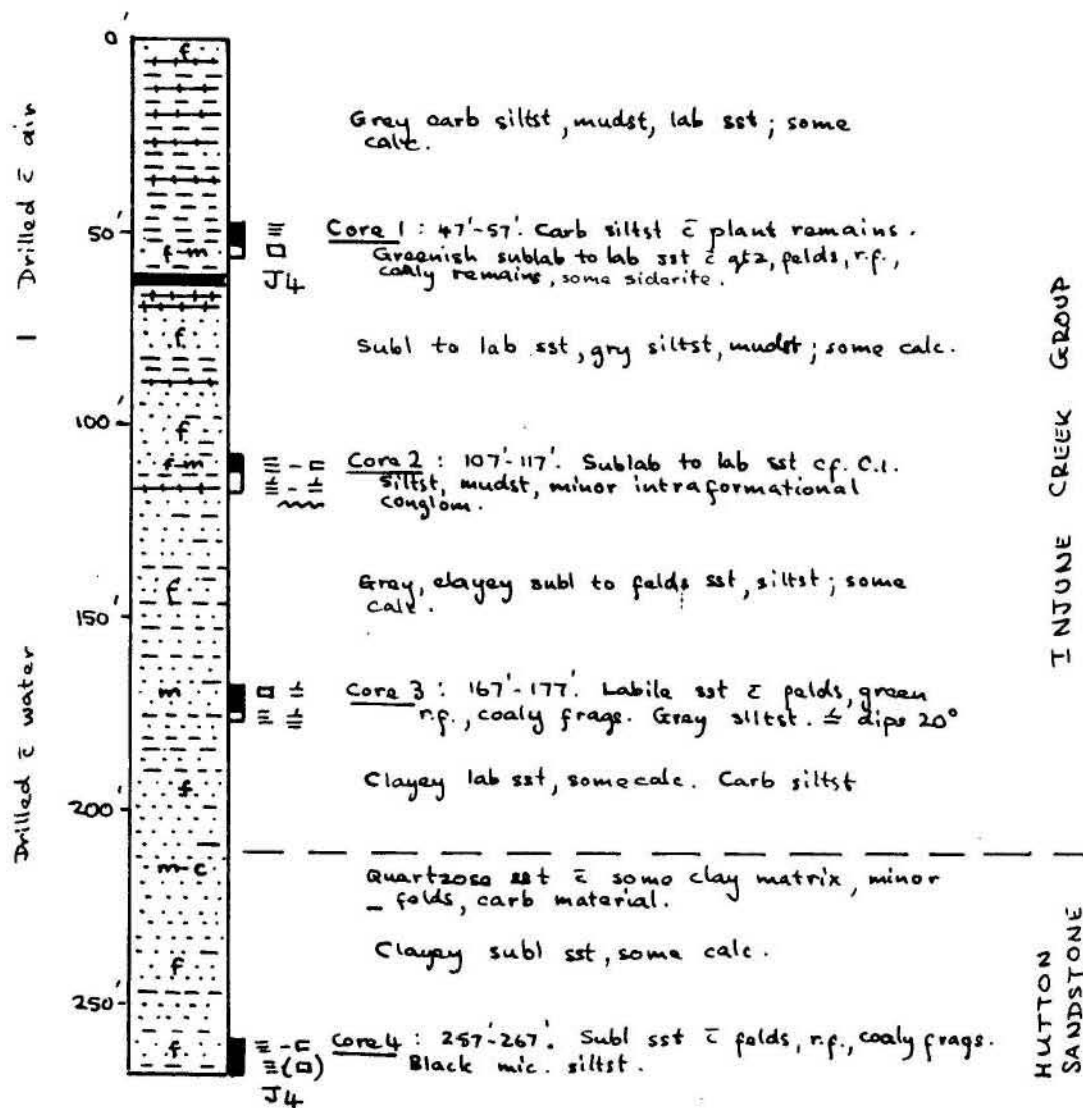 0'
f
Grey carb siltst, mudst, lab sst; some
calc.
Drilled c̄ air
50'
f-m
J4
Core 1 : 47'-57'. Carb siltst c̄ plant remains.
Greenish sublab to lab sst c̄ qtz, felds, r.f.,
coaly remains, some siderite.
f
Subl to lab sst, gry siltst, mudst; some calc.
100'
f
f-m
Core 2 : 107'-117'. Sublab to lab sst cf. C.1.
Siltst, mudst, minor intraformational
conglom.
INJUNE CREEK GROUP
f
Grey, clayey subl to felds sst, siltst; some
calc.
150'
m
Core 3 : 167'-177'. Labile sst c̄ felds, green
r.f., coaly frags. Grey siltst. dips 20°
Drilled c̄ water
f
Clayey lab sst, some calc. Carb siltst
200'
m-c
Quartzose sst c̄ some clay matrix, minor
felds, carb material.
f
Clayey subl sst, some calc.
250'
HUTTON
SANDSTONE
f
Core 4 : 257'-267'. Subl sst c̄ felds, r.f., coaly frags.
Black mic. siltst.
J4